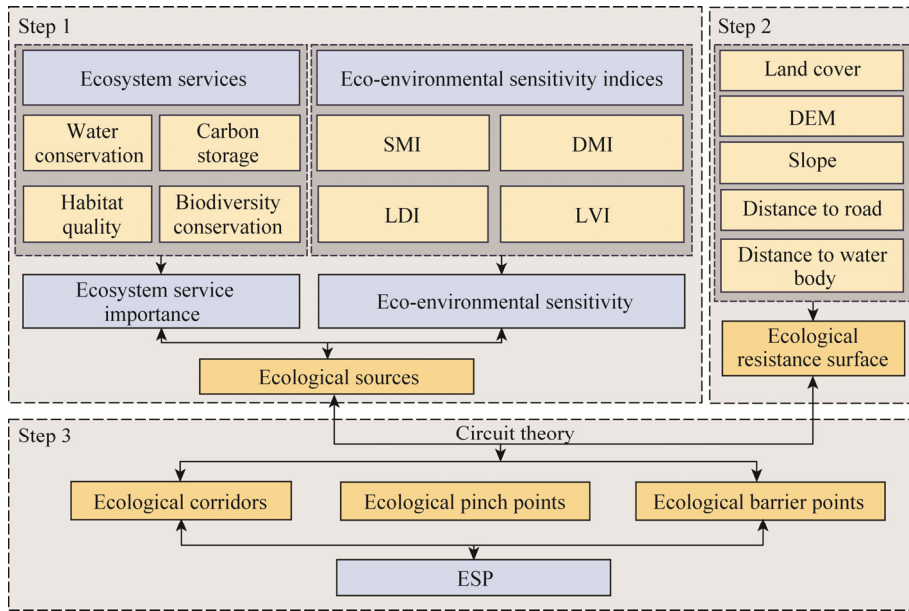 Step 1
Ecosystem services
Eco-environmental sensitivity indices
Water
conservation
Carbon
storage
SMI
DMI
Habitat
quality
Biodiversity
conservation
LDI
LVI
Ecosystem service
importance
Eco-environmental sensitivity
Ecological sources
Step 2
Land cover
DEM
Slope
Distance to road
Distance to water
body
Ecological
resistance surface
Step 3
Circuit theory
Ecological corridors
Ecological pinch points
Ecological barrier points
ESP